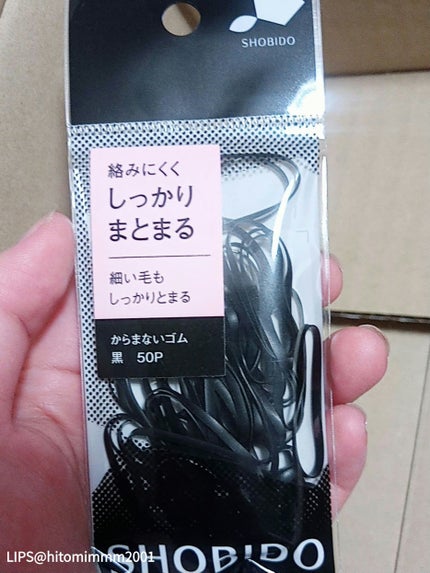 SHOBIDO
絡みにくく
しっかり
まとまる
細い毛も
しっかりとまる
からまないゴム
黒 50P
SHOBIDO
LIPS@hitomimmm2001